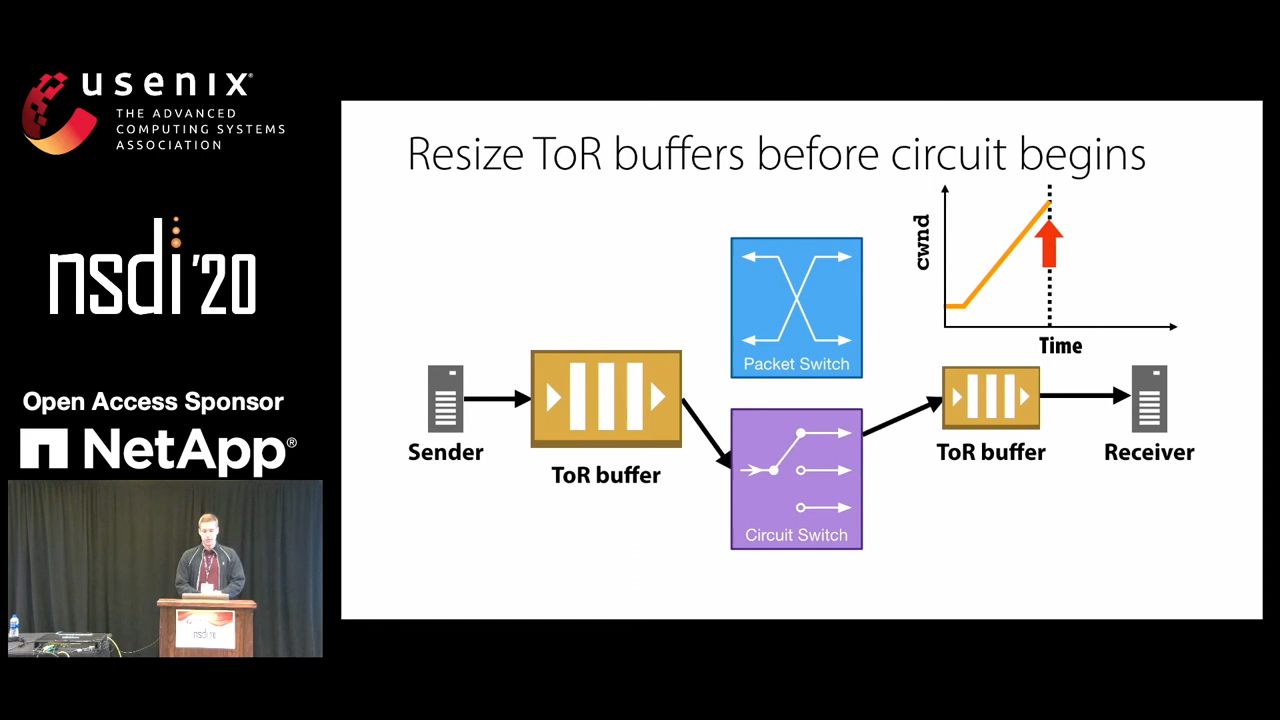 usenix®
THE ADVANCED
COMPUTING SYSTEMS
ASSOCIATION
nsdi '20
Open Access Sponsor
NetApp®
nsdi
Resize ToR buffers before circuit begins
cwnd
Time
Packet Switch
Sender
ToR buffer
Circuit Switch
ToR buffer
Receiver